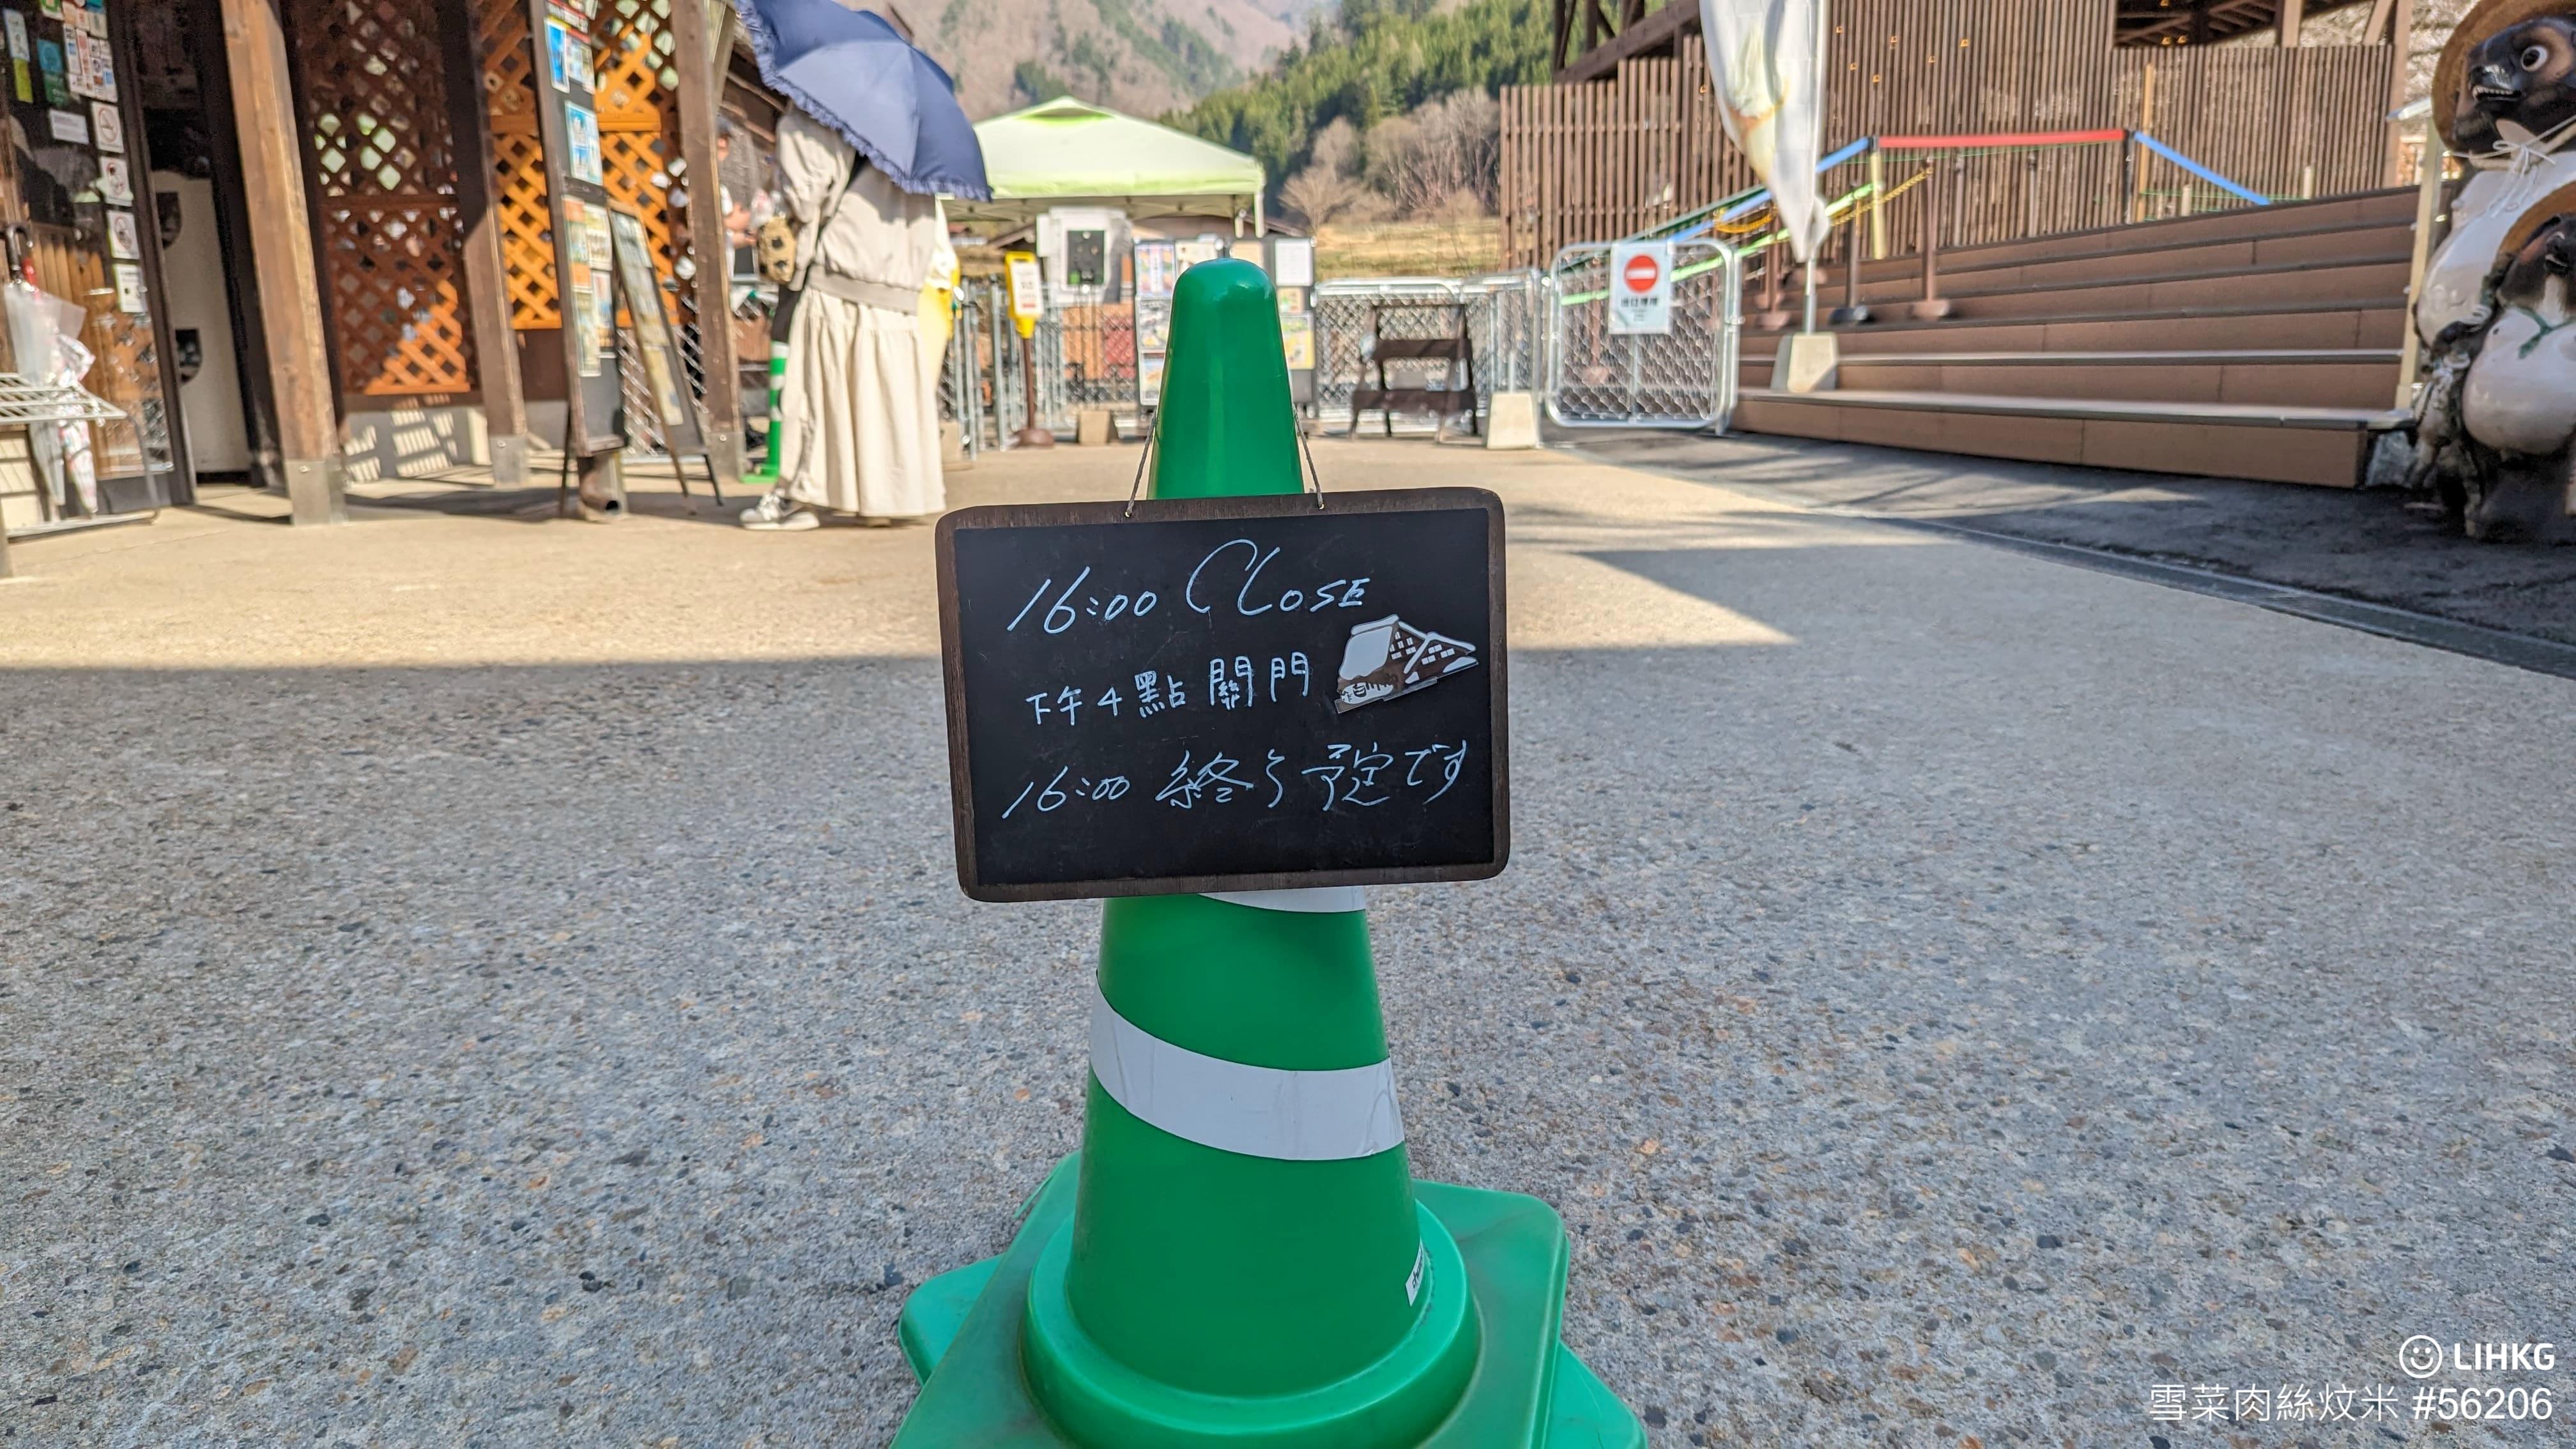 16:00 CLOSE
下午4點關門
16:00 終了予定です
LIHKG
雪菜肉絲炆米 #56206